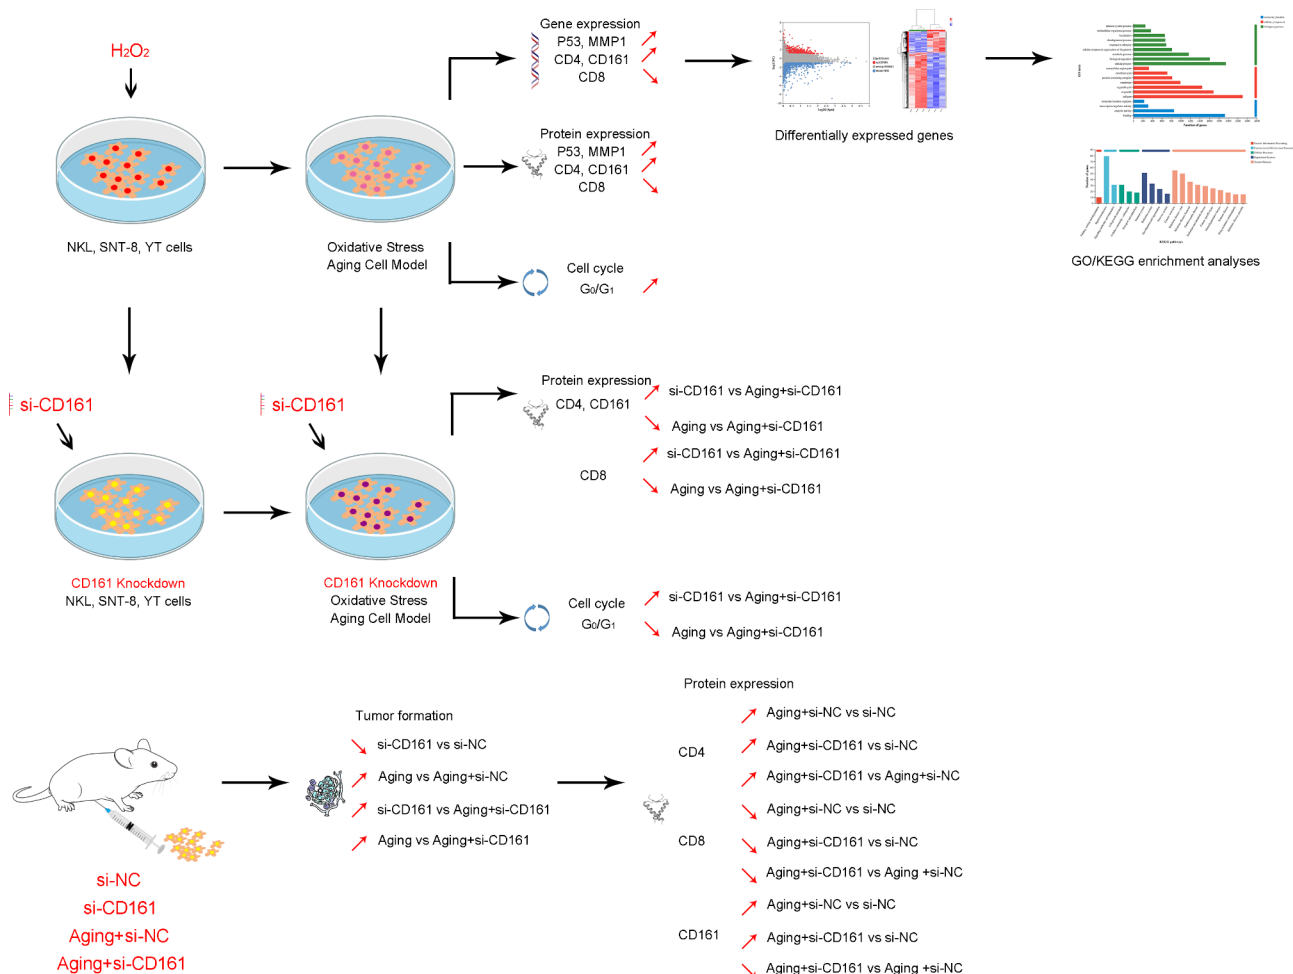 H2O2
NKL, SNT-8, YT cells
Oxidative Stress
Aging Cell Model
Gene expression
P53, MMP1
CD4, CD161
CD8
Protein expression
P53, MMP1
CD4, CD161
CD8
Cell cycle
G0/G1
Differentially expressed genes
GO/KEGG enrichment analyses
si-CD161
si-CD161
CD161 Knockdown
NKL, SNT-8, YT cells
CD161 Knockdown
Oxidative Stress
Aging Cell Model
Protein expression
CD4, CD161
si-CD161 vs Aging+si-CD161
Aging vs Aging+si-CD161
CD8
si-CD161 vs Aging+si-CD161
Aging vs Aging+si-CD161
Cell cycle
G0/G1
si-CD161 vs Aging+si-CD161
Aging vs Aging+si-CD161
si-NC
si-CD161
Aging+si-NC
Aging+si-CD161
Tumor formation
si-CD161 vs si-NC
Aging vs Aging+si-NC
si-CD161 vs Aging+si-CD161
Aging vs Aging+si-CD161
Protein expression
CD4
Aging+si-NC vs si-NC
Aging+si-CD161 vs si-NC
Aging+si-CD161 vs Aging+si-NC
CD8
Aging+si-NC vs si-NC
Aging+si-CD161 vs si-NC
Aging+si-CD161 vs Aging +si-NC
CD161
Aging+si-NC vs si-NC
Aging+si-CD161 vs si-NC
Aging+si-CD161 vs Aging +si-NC